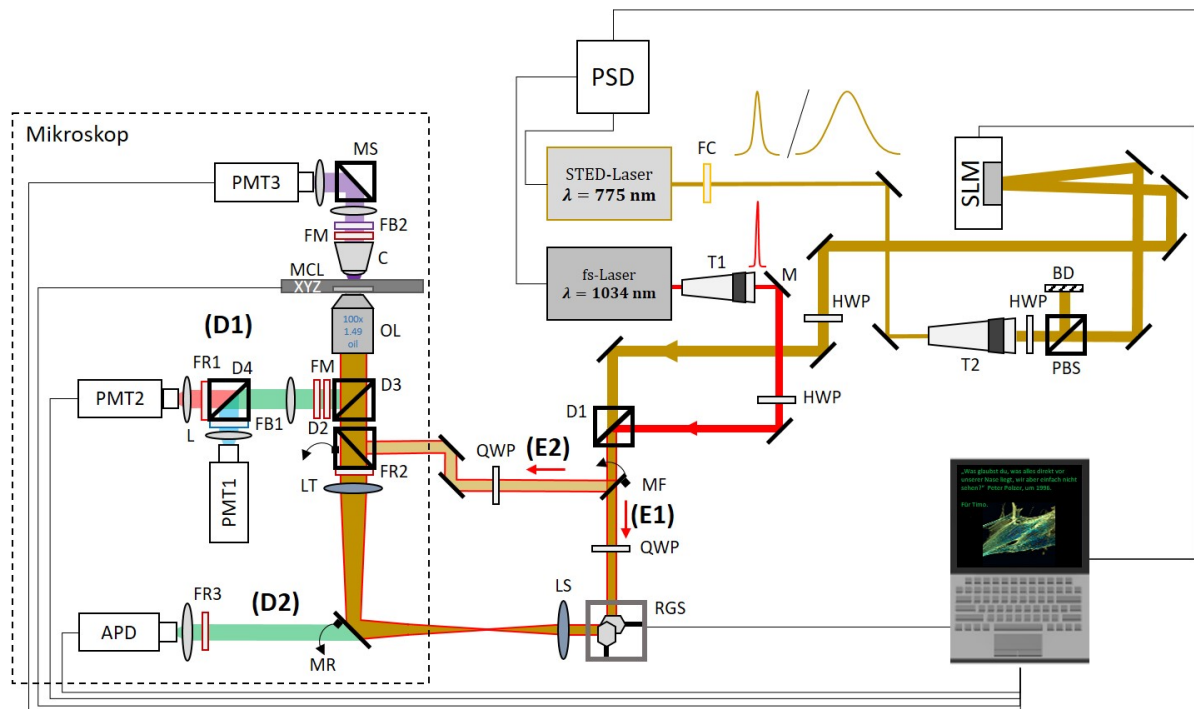 PSD
Mikroskop
MS
PMT3
FB2
FM
C
MCL
XYZ
(D1)
100x
1.49
oil
OL
FR1
D4
FM
D3
PMT2
L
FB1
D2
PMT1
LT
FR2
(E2)
QWP
MF
(E1)
QWP
FR3
(D2)
APD
MR
LS
RGS
STED-Laser
λ = 775 nm
FC
fs-Laser
λ = 1034 nm
T1
M
HWP
HWP
D1
SLM
BD
HWP
T2
PBS
„Was glaubst du, was alles direkt vor
unserer Nase liegt, wir aber einfach nicht
sehen?“ Peter Polzer, um 1996.
Für Timo.